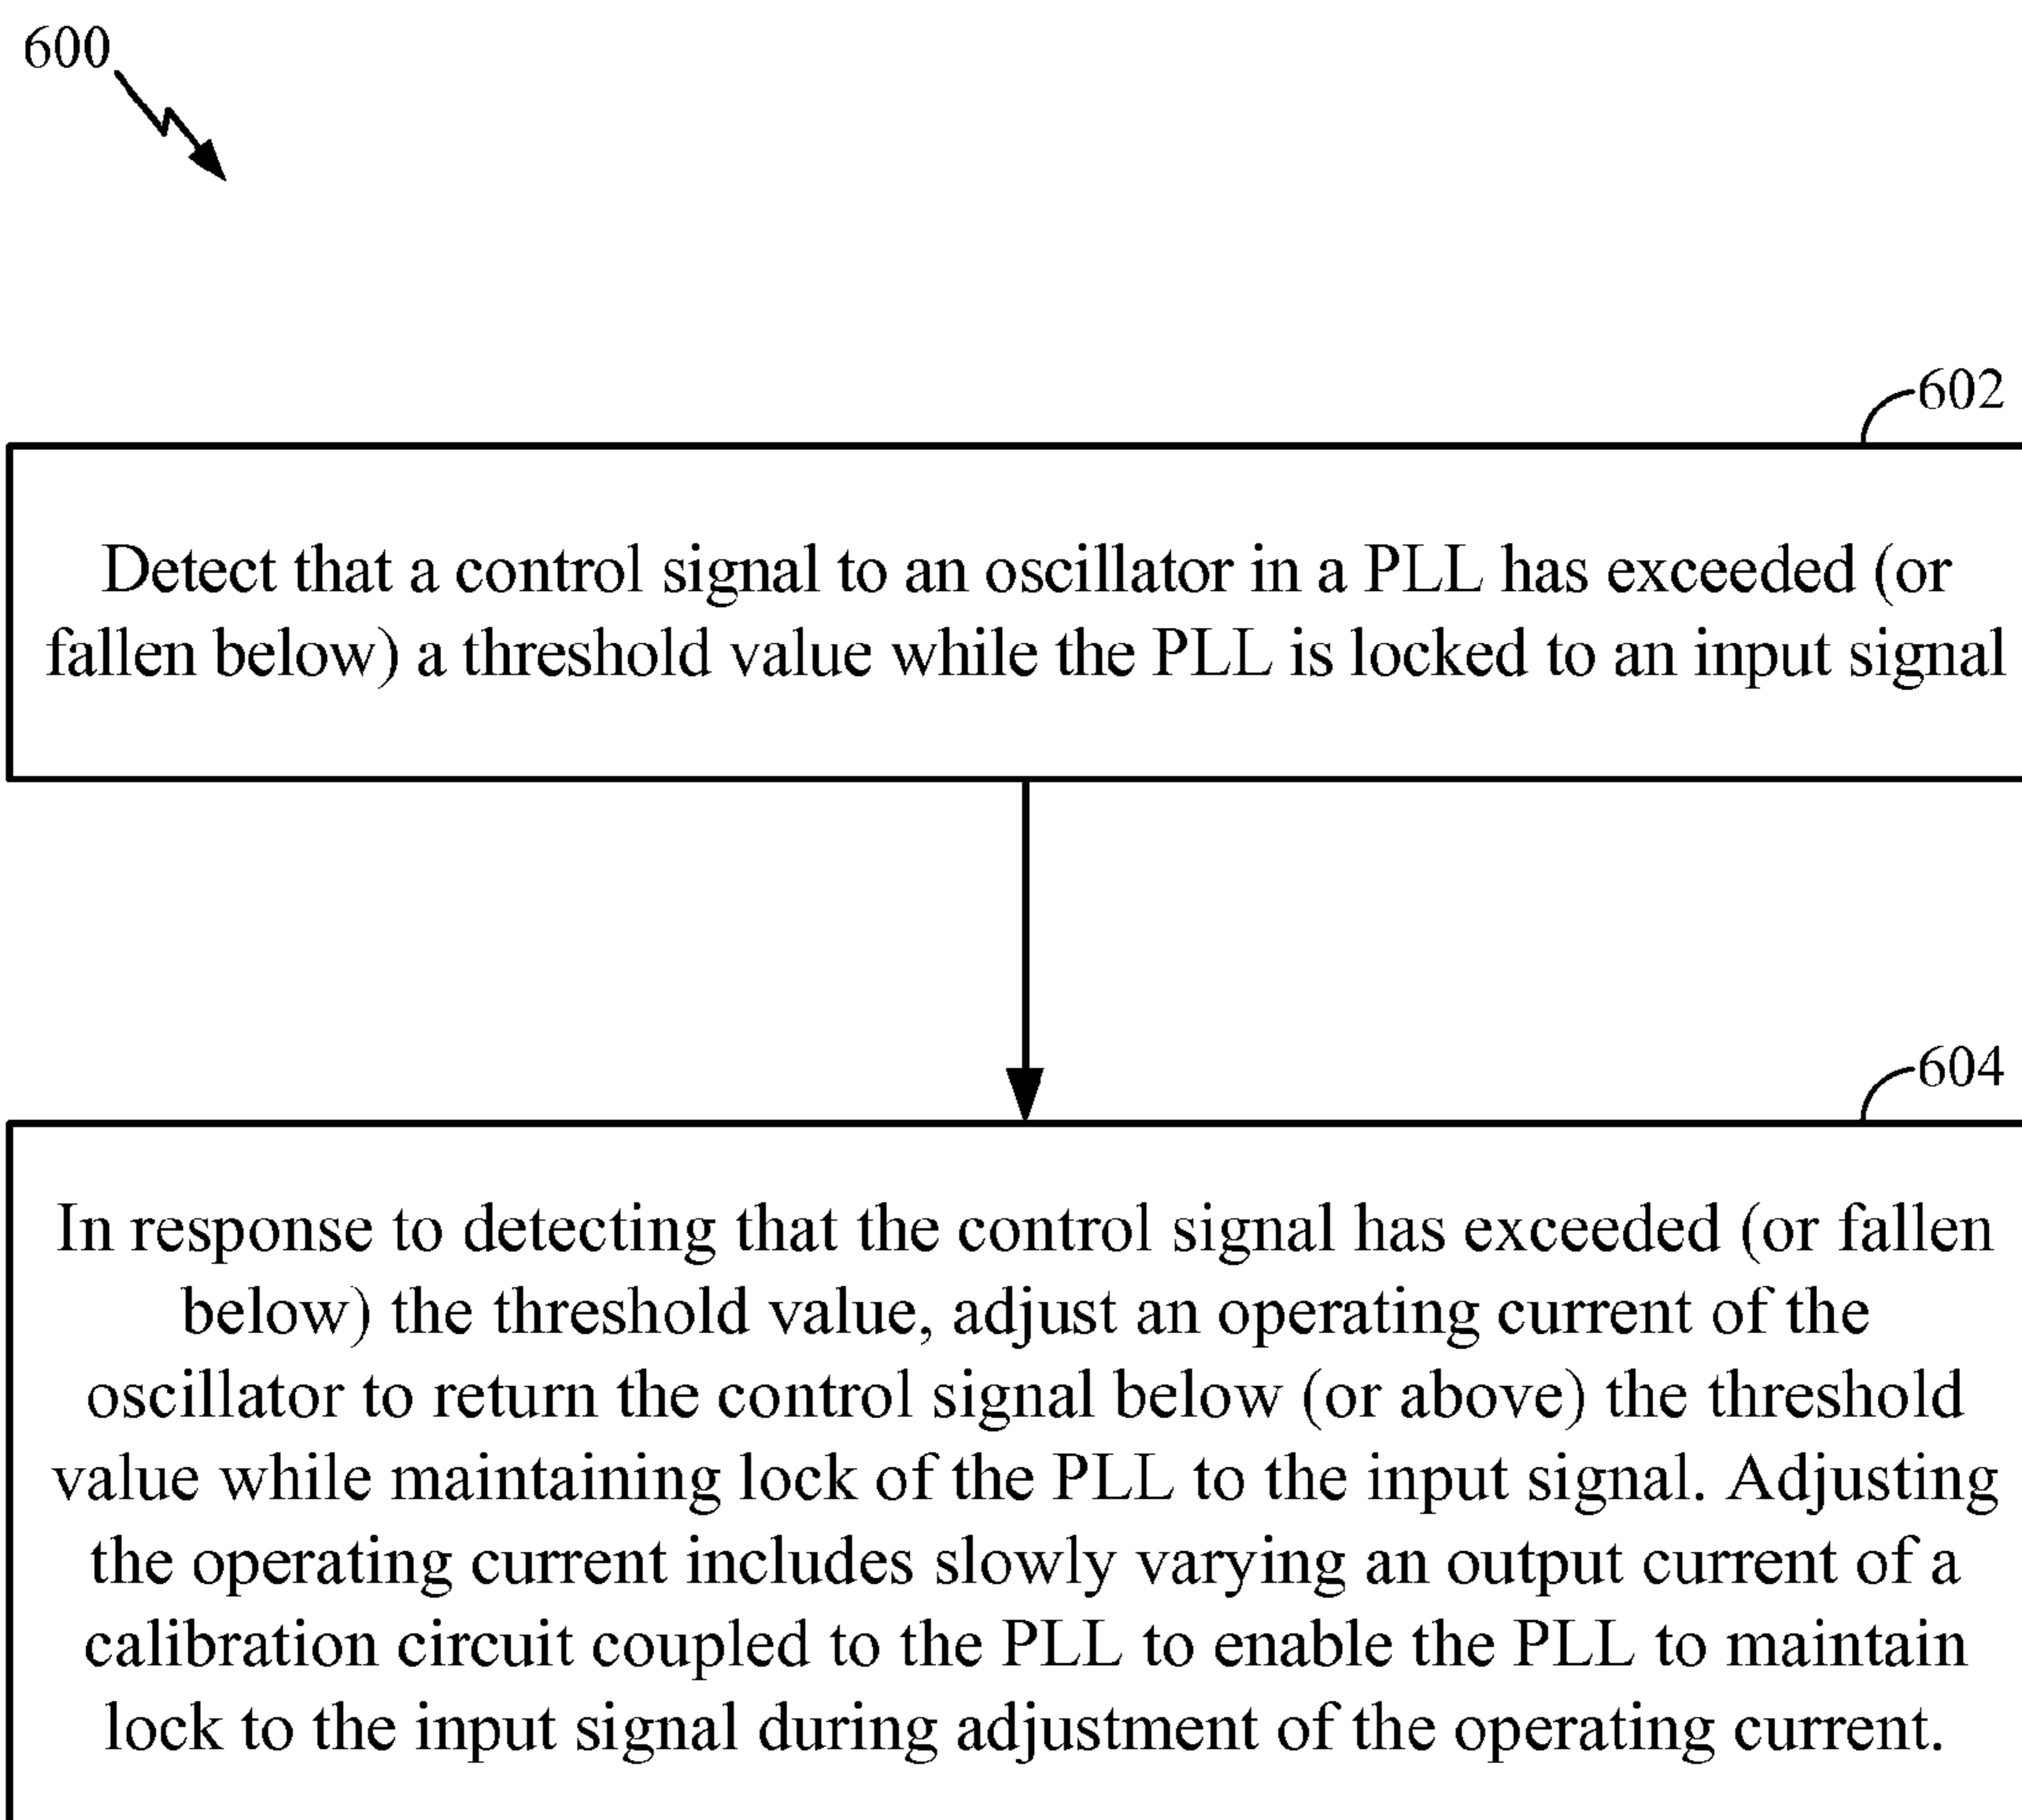 600
602
Detect that a control signal to an oscillator in a PLL has exceeded (or
fallen below) a threshold value while the PLL is locked to an input signal
604
In response to detecting that the control signal has exceeded (or fallen
below) the threshold value, adjust an operating current of the
oscillator to return the control signal below (or above) the threshold
value while maintaining lock of the PLL to the input signal. Adjusting
the operating current includes slowly varying an output current of a
calibration circuit coupled to the PLL to enable the PLL to maintain
lock to the input signal during adjustment of the operating current.